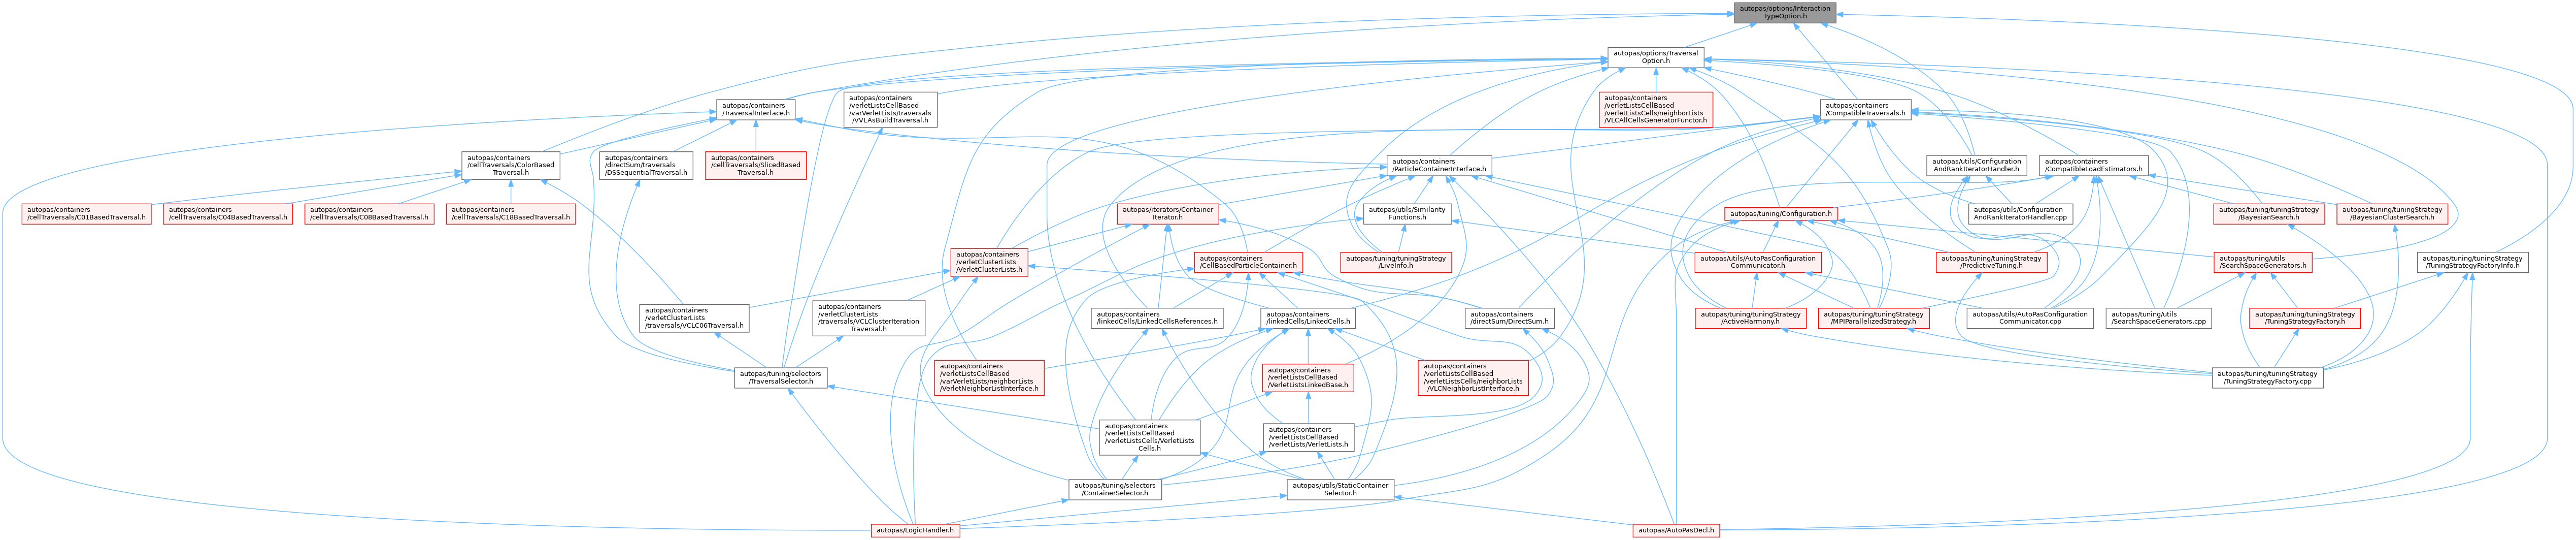 autopas/options/Interaction
TypeOption.h
autopas/options/Traversal
Option.h
autopas/containers
/TraversalInterface.h
autopas/containers
/verletListsCellBased
/varVerletLists/traversals
/VVLAsBuildTraversal.h
autopas/containers
/verletListsCellBased
/verletListsCells/neighborLists
/VLCAllCellsGeneratorFunctor.h
autopas/containers
/CompatibleTraversals.h
autopas/containers
/cellTraversals/ColorBased
Traversal.h
autopas/containers
/directSum/traversals
/DSSequentialTraversal.h
autopas/containers
/cellTraversals/SlicedBased
Traversal.h
autopas/containers
/ParticleContainerInterface.h
autopas/utils/Configuration
AndRankIteratorHandler.h
autopas/containers
/CompatibleLoadEstimators.h
autopas/containers
/cellTraversals/C01BasedTraversal.h
autopas/containers
/cellTraversals/C04BasedTraversal.h
autopas/containers
/cellTraversals/C08BasedTraversal.h
autopas/containers
/cellTraversals/C18BasedTraversal.h
autopas/iterators/Container
Iterator.h
autopas/utils/Similarity
Functions.h
autopas/tuning/Configuration.h
autopas/utils/Configuration
AndRankIteratorHandler.cpp
autopas/tuning/tuningStrategy
/BayesianSearch.h
autopas/tuning/tuningStrategy
/BayesianClusterSearch.h
autopas/containers
/verletClusterLists
/VerletClusterLists.h
autopas/containers
/CellBasedParticleContainer.h
autopas/tuning/tuningStrategy
/LiveInfo.h
autopas/utils/AutoPasConfiguration
Communicator.h
autopas/tuning/tuningStrategy
/PredictiveTuning.h
autopas/tuning/utils
/SearchSpaceGenerators.h
autopas/tuning/tuningStrategy
/TuningStrategyFactoryInfo.h
autopas/containers
/verletClusterLists
/traversals/VCLC06Traversal.h
autopas/containers
/verletClusterLists
/traversals/VCLClusterIteration
Traversal.h
autopas/containers
/linkedCells/LinkedCellsReferences.h
autopas/containers
/linkedCells/LinkedCells.h
autopas/containers
/directSum/DirectSum.h
autopas/tuning/tuningStrategy
/ActiveHarmony.h
autopas/tuning/tuningStrategy
/MPIParallelizedStrategy.h
autopas/utils/AutoPasConfiguration
Communicator.cpp
autopas/tuning/utils
/SearchSpaceGenerators.cpp
autopas/tuning/tuningStrategy
/TuningStrategyFactory.h
autopas/tuning/selectors
/TraversalSelector.h
autopas/containers
/verletListsCellBased
/varVerletLists/neighborLists
/VerletNeighborListInterface.h
autopas/containers
/verletListsCellBased
/VerletListsLinkedBase.h
autopas/containers
/verletListsCellBased
/verletListsCells/neighborLists
/VLCNeighborListInterface.h
autopas/tuning/tuningStrategy
/TuningStrategyFactory.cpp
autopas/containers
/verletListsCellBased
/verletListsCells/VerletLists
Cells.h
autopas/containers
/verletListsCellBased
/verletLists/VerletLists.h
autopas/tuning/selectors
/ContainerSelector.h
autopas/utils/StaticContainer
Selector.h
autopas/LogicHandler.h
autopas/AutoPasDecl.h